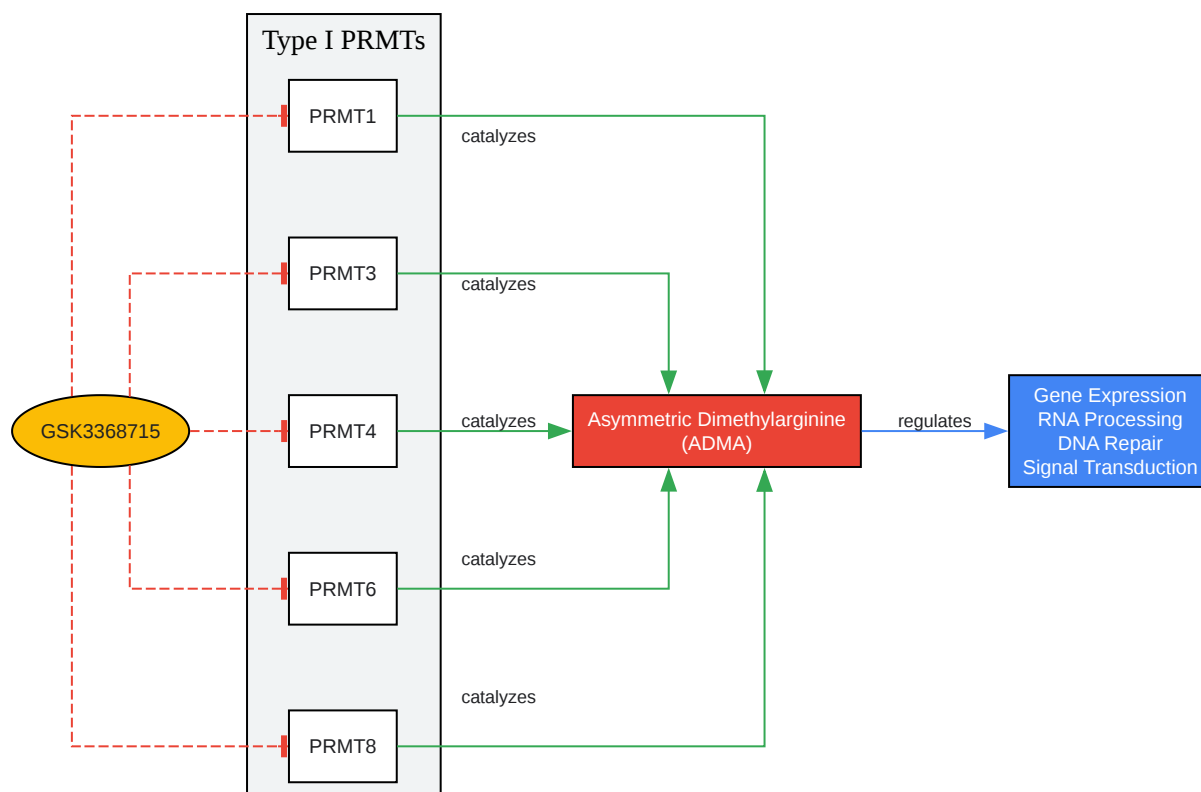 Type I PRMTs
PRMT1
catalyzes
PRMT3
catalyzes
GSK3368715
PRMT4
catalyzes
Asymmetric Dimethylarginine
(ADMA)
regulates
Gene Expression
RNA Processing
DNA Repair
Signal Transduction
PRMT6
catalyzes
PRMT8
catalyzes